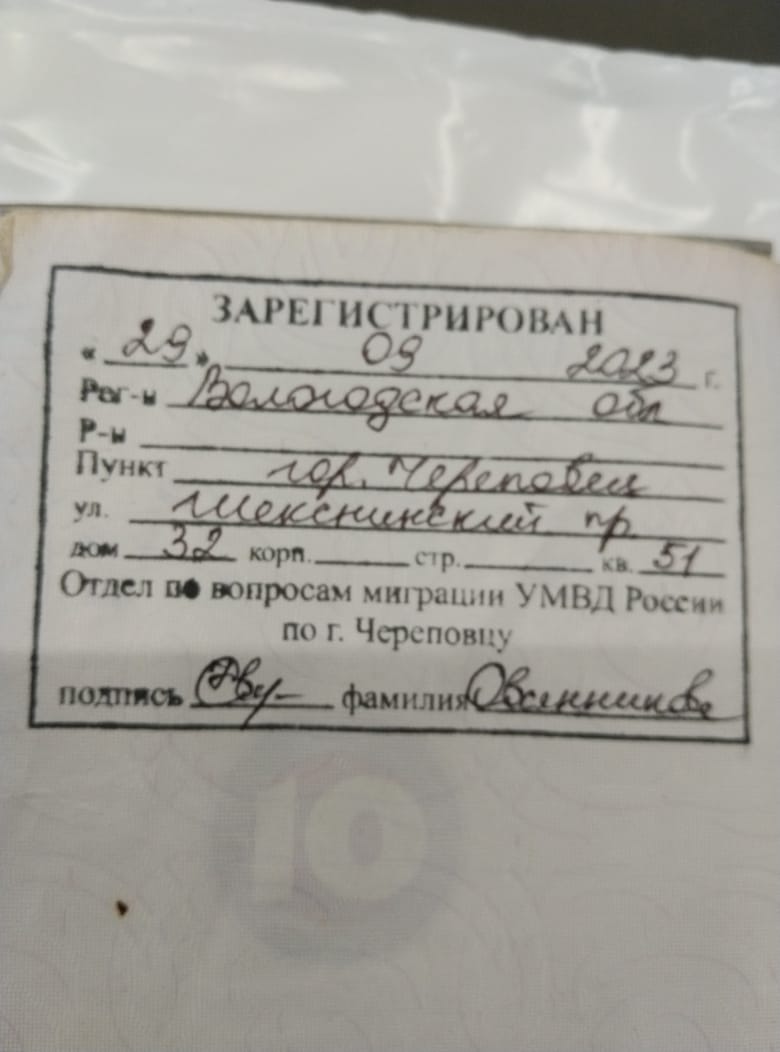 ЗАРЕГИСТРИРОВАН
« 29 » 09 2023 г.
Рег-н Вологодская обл
Р-н
Пункт гор. Череповец
ул. Шекснинский пр.
дом 32 корп. стр. кв. 51
Отдел по вопросам миграции УМВД России
по г. Череповцу
подпись фамилия Овсянникова
10